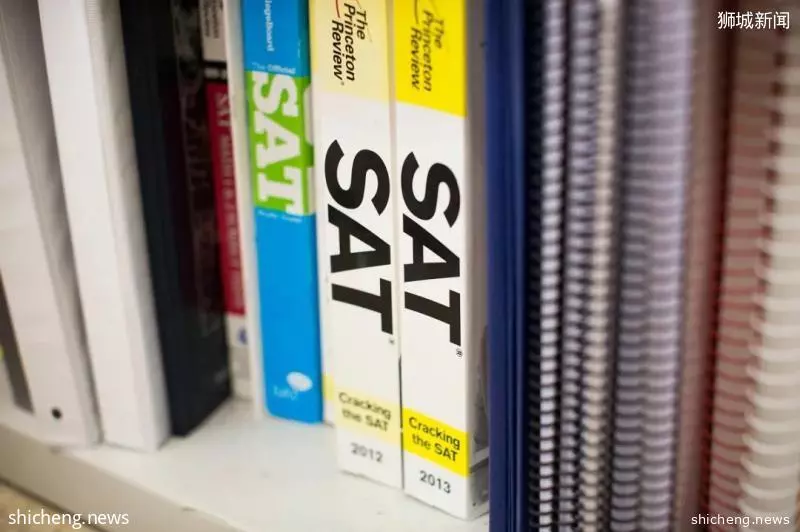 狮城新闻
CollegeBoard
The Official
SAT
The
Princeton
Review
SAT
Cracking
the SAT
2012
The
Princeton
Review
SAT
®
Cracking
the SAT
2013
shicheng.news
shicheng.news